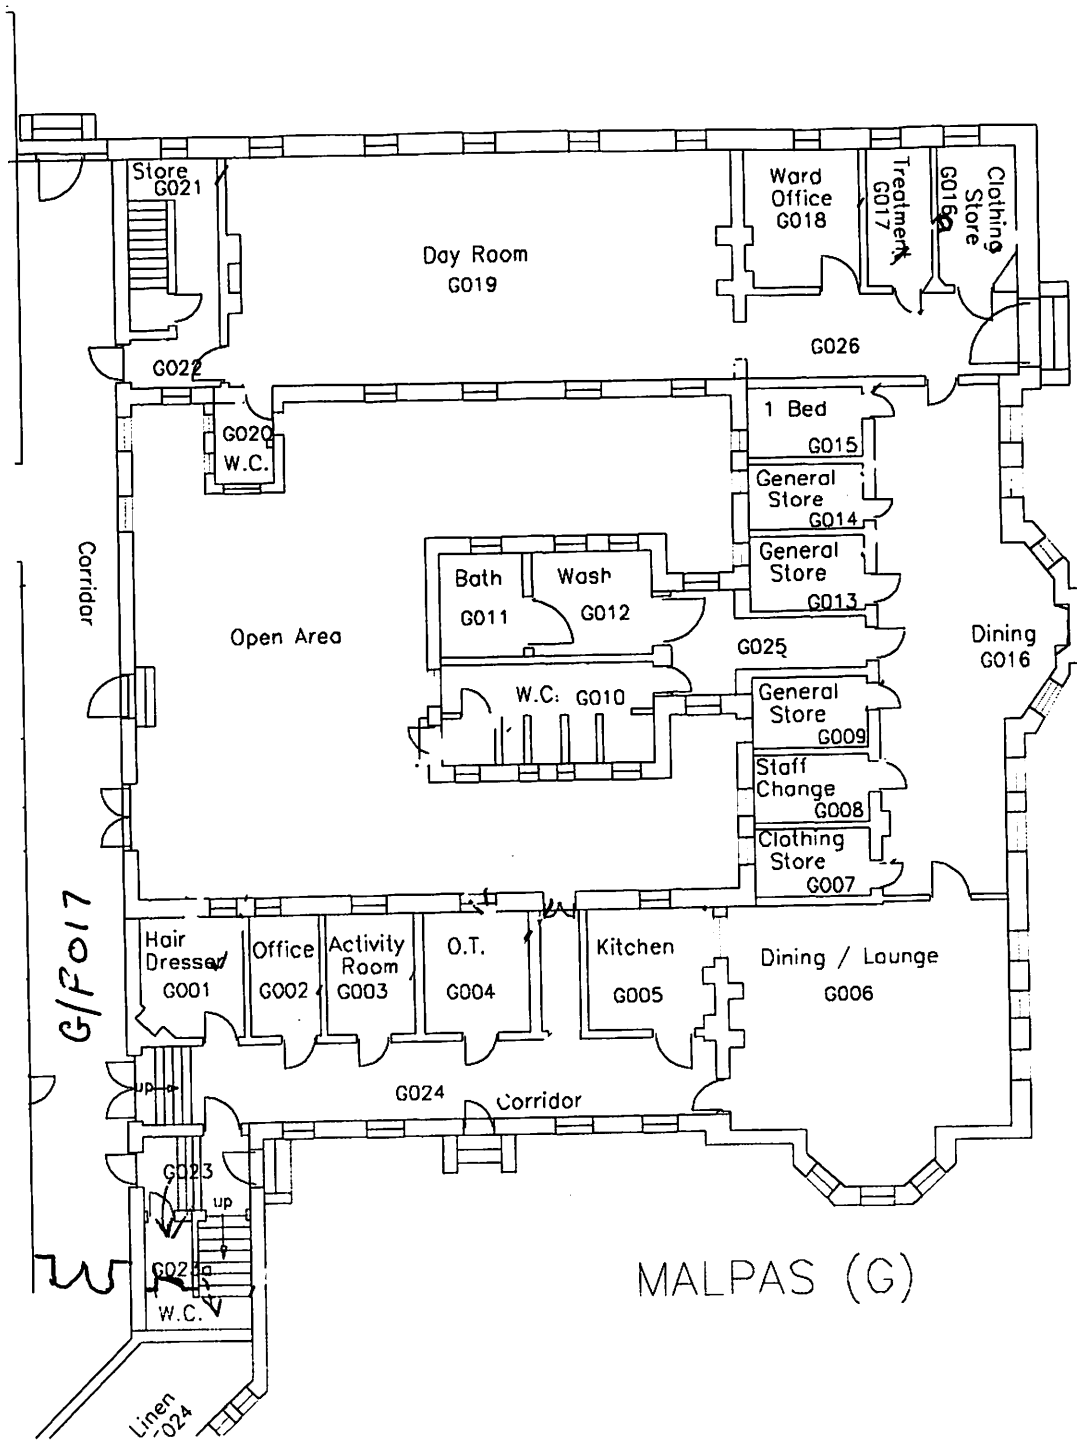 Store
G021
Day Room
G019
Ward
Office
G018
Treatment
G017
Clothing
Store
G016a
G022
G026
G020
W.C.
1 Bed
G015
General
Store
G014
General
Store
G013
Corridor
Bath
G011
Wash
G012
Open Area
G025
Dining
G016
W.C. G010
General
Store
G009
Staff
Change
G008
Clothing
Store
G007
G/F017
Hair
Dresser
G001
Office
G002
Activity
Room
G003
O.T.
G004
Kitchen
G005
Dining / Lounge
G006
up
G024 Corridor
G023
up
G023a
W.C.
MALPAS (G)
Linen